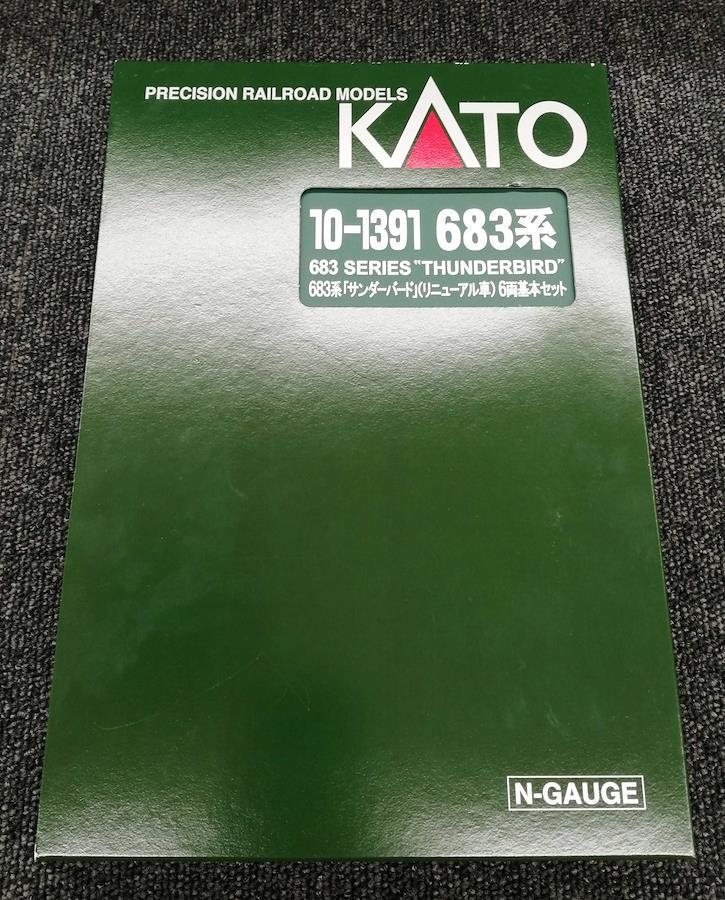 PRECISION RAILROAD MODELS
KATO
10-1391 683系
683 SERIES "THUNDERBIRD"
683系「サンダーバード」(リニューアル車) 6両基本セット
N-GAUGE